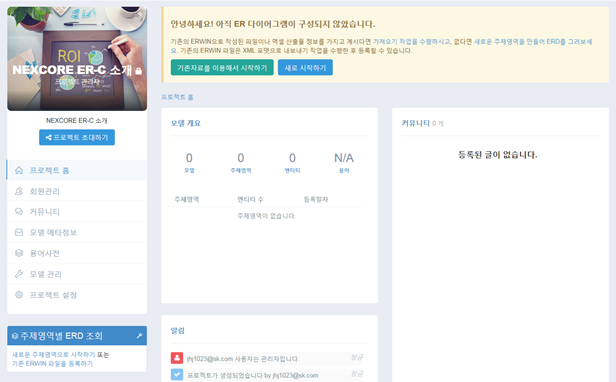 ROI
NEXCORE ER-C 소개
프로젝트 관리자
NEXCORE ER-C 소개
프로젝트 초대하기
프로젝트 홈
회원관리
커뮤니티
모델 메타정보
용어사전
모델 관리
프로젝트 설정
주제영역별 ERD 조회
새로운 주제영역으로 시작하기 또는
기존 ERWIN 파일을 등록하기
안녕하세요! 아직 ER 다이어그램이 구성되지 않았습니다.
기존의 ERWIN으로 작성된 파일이나 엑셀 산출물 정보를 가지고 계시다면 가져오기 작업을 수행하시고, 없다면 새로운 주제영역을 만들어 ERD를 그려보세
요. 기존의 ERWIN 파일은 XML 포맷으로 내보내기 작업을 수행한 후 등록할 수 있습니다.
기존자료를 이용해서 시작하기 새로 시작하기
프로젝트 홈
모델 개요
0 0 0 N/A
모델 주제영역 엔티티 용어
주제영역 엔티티 수 등록일자
주제영역이 없습니다.
알림
jhj1023@sk.com 사용자는 관리자입니다. 방금
프로젝트가 생성되었습니다 by jhj1023@sk.com 방금
커뮤니티 0 개
등록된 글이 없습니다.